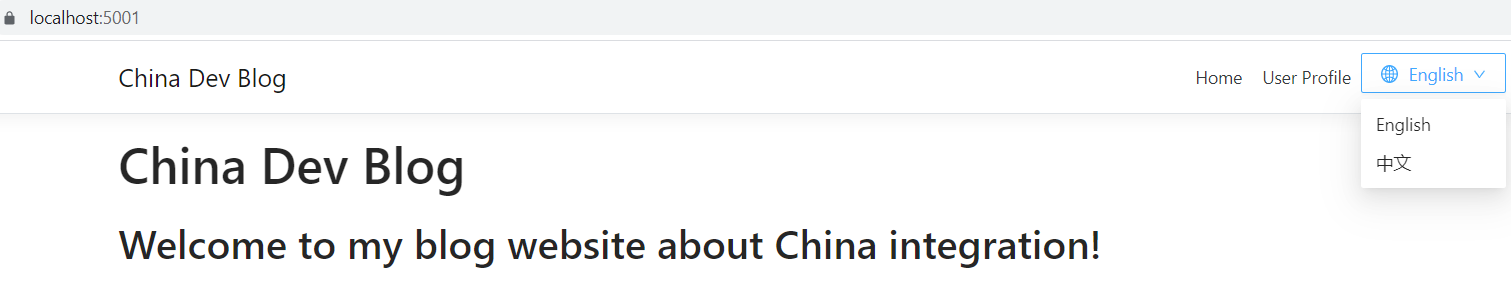 localhost:5001
China Dev Blog
Home
User Profile
English
English
中文
China Dev Blog
Welcome to my blog website about China integration!